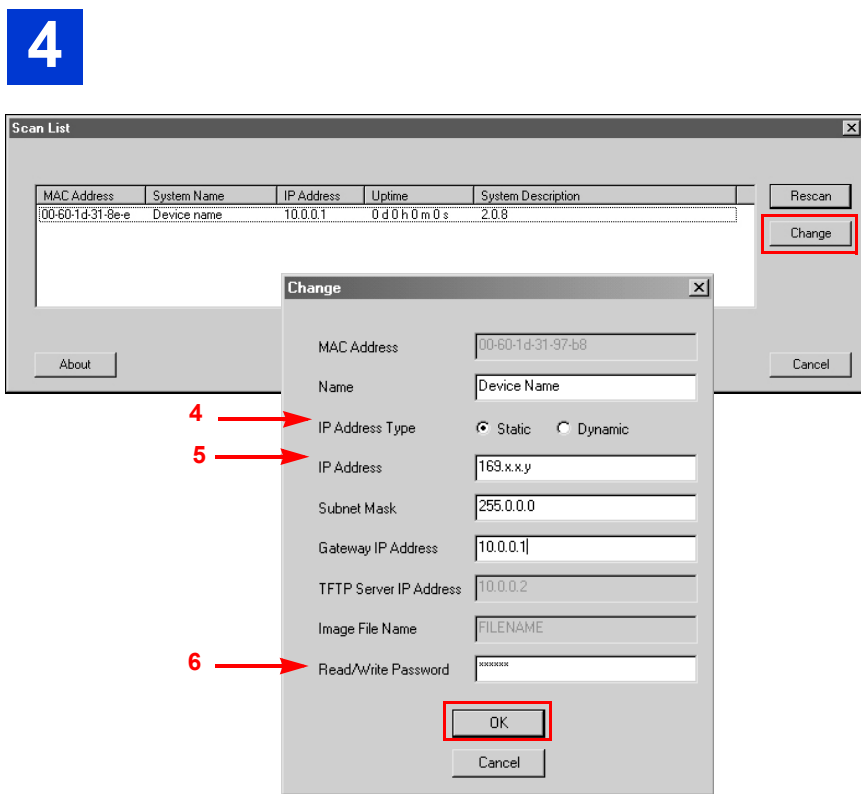 4
Scan List
MAC Address System Name IP Address Uptime System Description
00-60-1d-31-8e-e Device name 10.0.0.1 0 d 0 h 0 m 0 s 2.0.8
Rescan
Change
About
Cancel
Change
MAC Address 00-60-1d-31-97-b8
Name Device Name
4 IP Address Type Static Dynamic
5 IP Address 169.x.x.y
Subnet Mask 255.0.0.0
Gateway IP Address 10.0.0.1
TFTP Server IP Address 10.0.0.2
Image File Name FILENAME
6 Read/Write Password xxxxxx
OK
Cancel